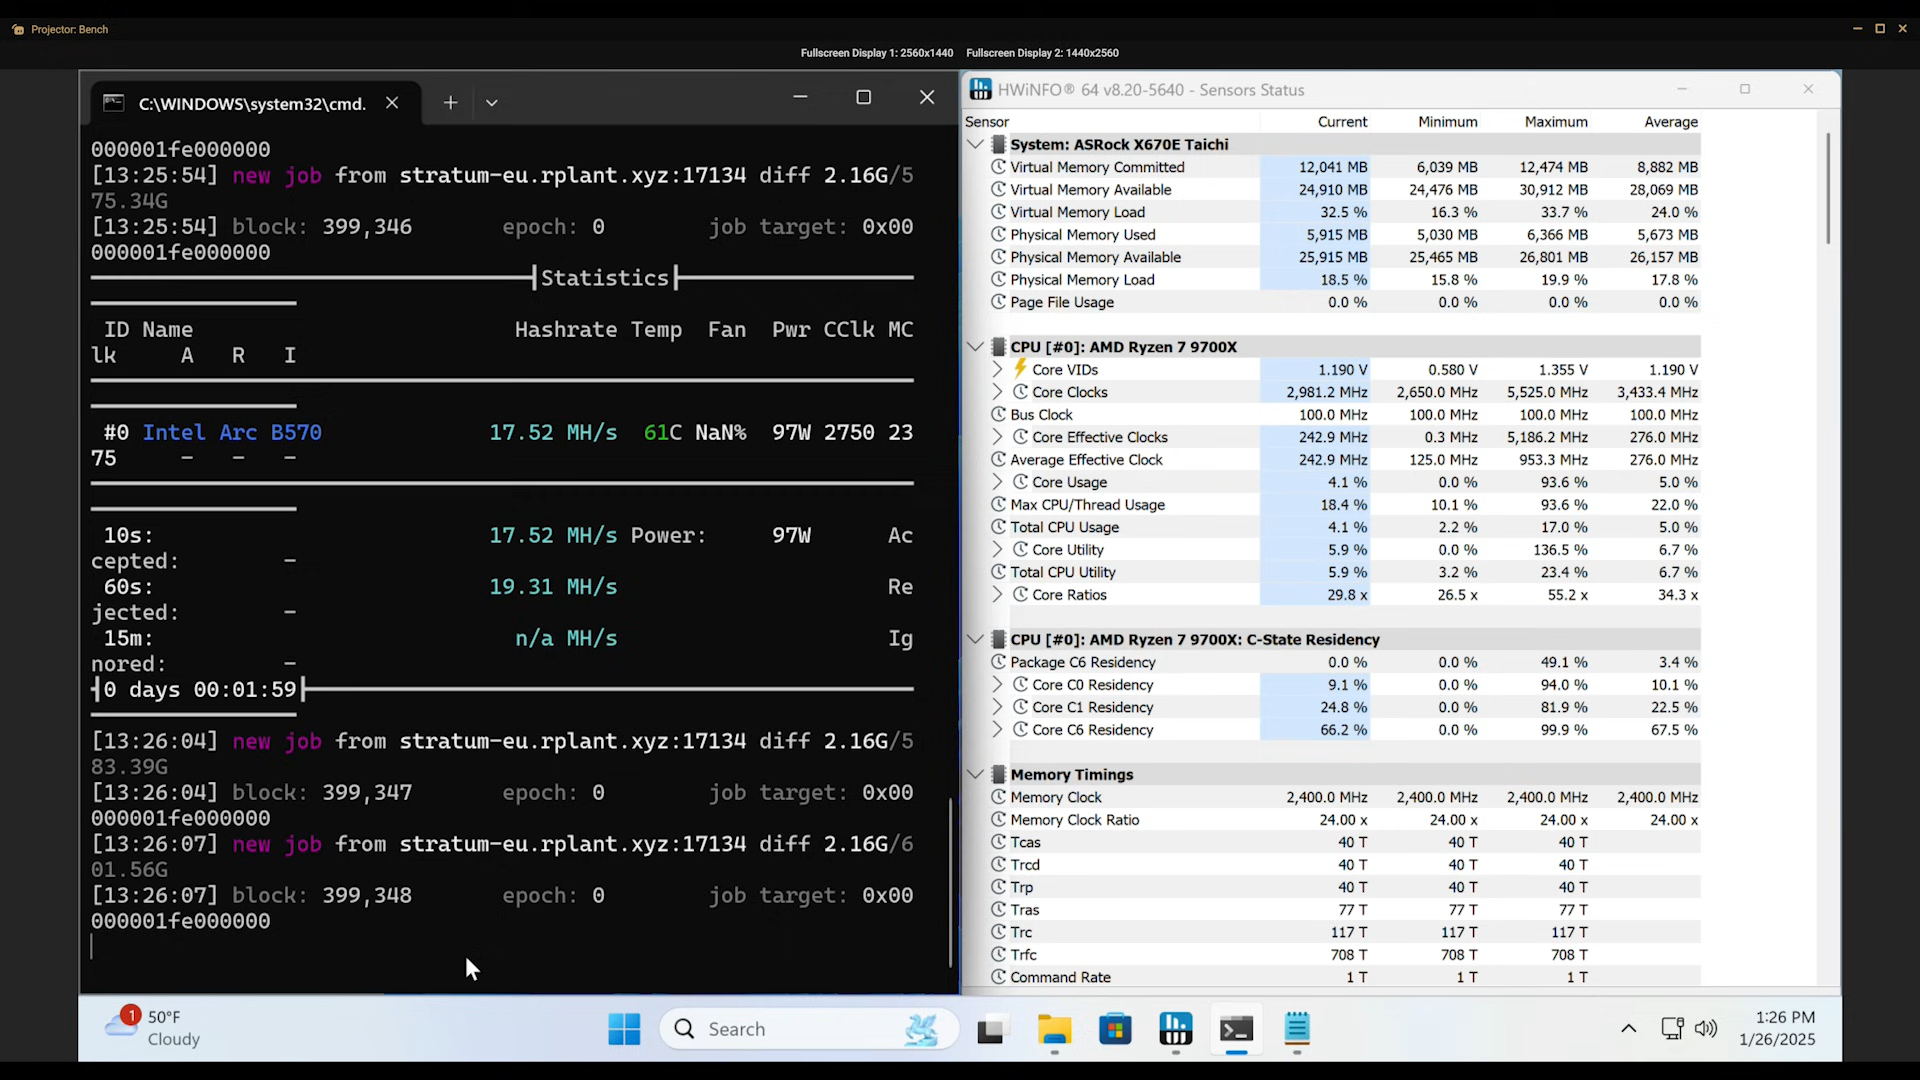 Projector: Bench
Fullscreen Display 1: 2560x1440 Fullscreen Display 2: 1440x2560
C:\WINDOWS\system32\cmd.
000001fe000000
[13:25:54] new job from stratum-eu.rplant.xyz:17134 diff 2.16G/5
75.34G
[13:25:54] block: 399,346 epoch: 0 job target: 0x00
000001fe000000
Statistics
ID Name Hashrate Temp Fan Pwr CClk MC
lk A R I
#0 Intel Arc B570 17.52 MH/s 61C NaN% 97W 2750 23
75 - - -
10s: 17.52 MH/s Power: 97W Ac
cepted: -
60s: 19.31 MH/s Re
jected: -
15m: n/a MH/s Ig
nored: -
0 days 00:01:59
[13:26:04] new job from stratum-eu.rplant.xyz:17134 diff 2.16G/5
83.39G
[13:26:04] block: 399,347 epoch: 0 job target: 0x00
000001fe000000
[13:26:07] new job from stratum-eu.rplant.xyz:17134 diff 2.16G/6
01.56G
[13:26:07] block: 399,348 epoch: 0 job target: 0x00
000001fe000000
HWiNFO® 64 v8.20-5640 - Sensors Status
Sensor Current Minimum Maximum Average
System: ASRock X670E Taichi
Virtual Memory Committed 12,041 MB 6,039 MB 12,474 MB 8,882 MB
Virtual Memory Available 24,910 MB 24,476 MB 30,912 MB 28,069 MB
Virtual Memory Load 32.5 % 16.3 % 33.7 % 24.0 %
Physical Memory Used 5,915 MB 5,030 MB 6,366 MB 5,673 MB
Physical Memory Available 25,915 MB 25,465 MB 26,801 MB 26,157 MB
Physical Memory Load 18.5 % 15.8 % 19.9 % 17.8 %
Page File Usage 0.0 % 0.0 % 0.0 % 0.0 %
CPU [#0]: AMD Ryzen 7 9700X
Core VIDs 1.190 V 0.580 V 1.355 V 1.190 V
Core Clocks 2,981.2 MHz 2,650.0 MHz 5,525.0 MHz 3,433.4 MHz
Bus Clock 100.0 MHz 100.0 MHz 100.0 MHz 100.0 MHz
Core Effective Clocks 242.9 MHz 0.3 MHz 5,186.2 MHz 276.0 MHz
Average Effective Clock 242.9 MHz 125.0 MHz 953.3 MHz 276.0 MHz
Core Usage 4.1 % 0.0 % 93.6 % 5.0 %
Max CPU/Thread Usage 18.4 % 10.1 % 93.6 % 22.0 %
Total CPU Usage 4.1 % 2.2 % 17.0 % 5.0 %
Core Utility 5.9 % 0.0 % 136.5 % 6.7 %
Total CPU Utility 5.9 % 3.2 % 23.4 % 6.7 %
Core Ratios 29.8 x 26.5 x 55.2 x 34.3 x
CPU [#0]: AMD Ryzen 7 9700X: C-State Residency
Package C6 Residency 0.0 % 0.0 % 49.1 % 3.4 %
Core C0 Residency 9.1 % 0.0 % 94.0 % 10.1 %
Core C1 Residency 24.8 % 0.0 % 81.9 % 22.5 %
Core C6 Residency 66.2 % 0.0 % 99.9 % 67.5 %
Memory Timings
Memory Clock 2,400.0 MHz 2,400.0 MHz 2,400.0 MHz 2,400.0 MHz
Memory Clock Ratio 24.00 x 24.00 x 24.00 x 24.00 x
Tcas 40 T 40 T 40 T
Trcd 40 T 40 T 40 T
Trp 40 T 40 T 40 T
Tras 77 T 77 T 77 T
Trc 117 T 117 T 117 T
Trfc 708 T 708 T 708 T
Command Rate 1 T 1 T 1 T
1
50°F
Cloudy
Search
1:26 PM
1/26/2025